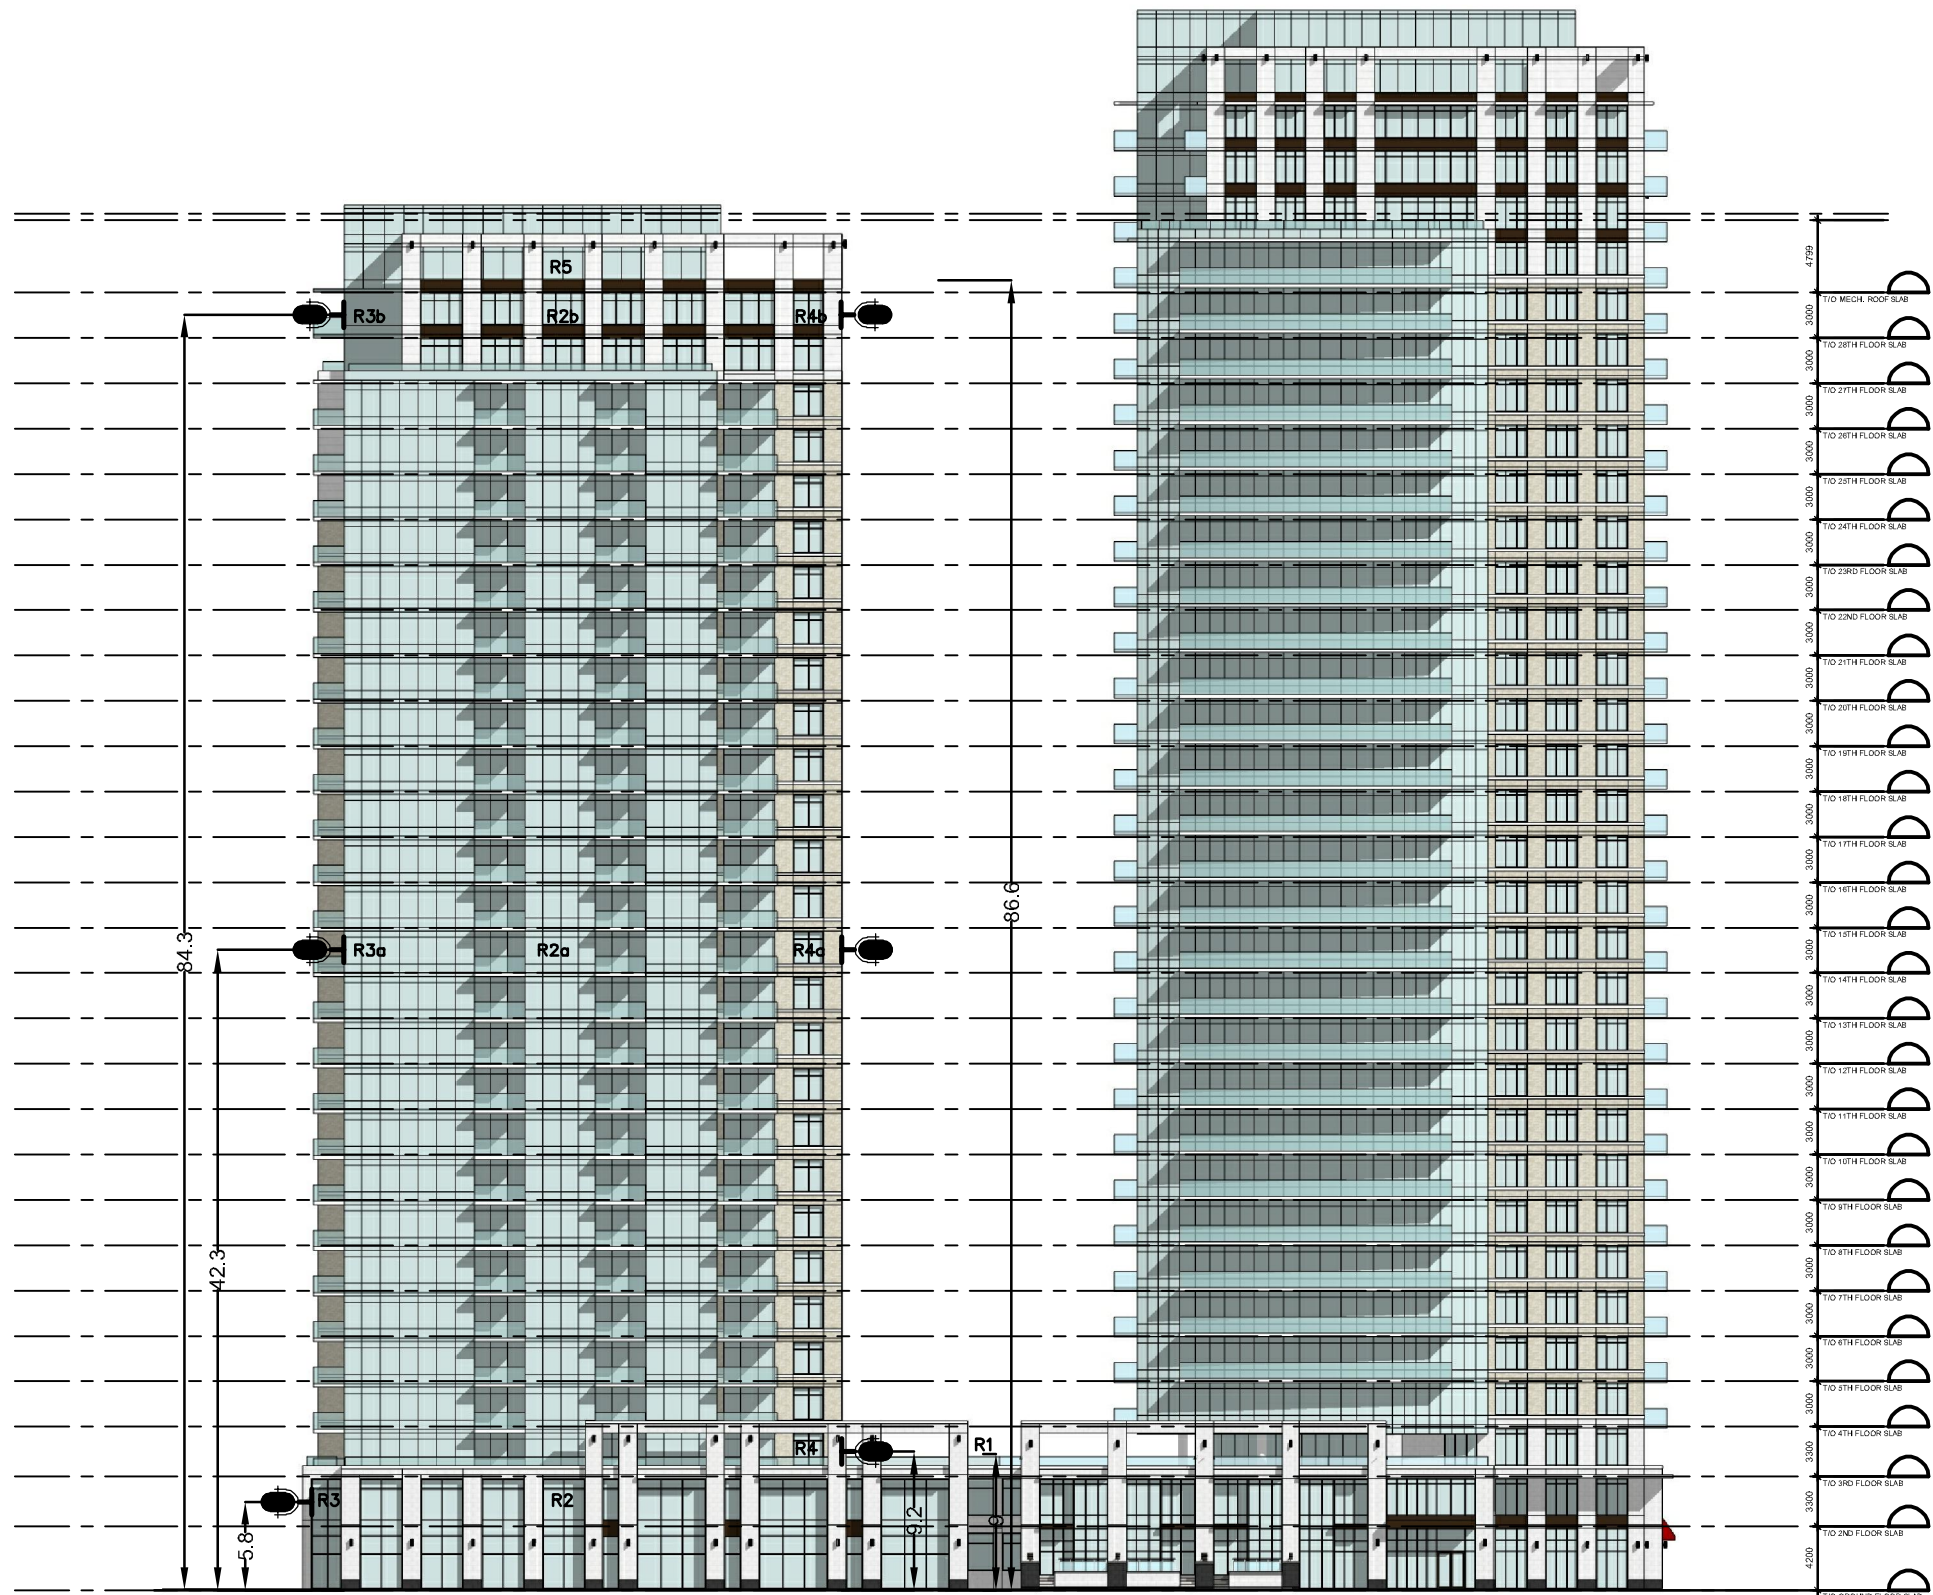 R5
R3b
R2b
R4b
R3a
R2a
R4a
R4
R1
R3
R2
84.3
42.3
5.8
86.6
9.2
9
4799
T/O MECH. ROOF SLAB
3000
T/O 28TH FLOOR SLAB
3000
T/O 27TH FLOOR SLAB
3000
T/O 26TH FLOOR SLAB
3000
T/O 25TH FLOOR SLAB
3000
T/O 24TH FLOOR SLAB
3000
T/O 23RD FLOOR SLAB
3000
T/O 22ND FLOOR SLAB
3000
T/O 21TH FLOOR SLAB
3000
T/O 20TH FLOOR SLAB
3000
T/O 19TH FLOOR SLAB
3000
T/O 18TH FLOOR SLAB
3000
T/O 17TH FLOOR SLAB
3000
T/O 16TH FLOOR SLAB
3000
T/O 15TH FLOOR SLAB
3000
T/O 14TH FLOOR SLAB
3000
T/O 13TH FLOOR SLAB
3000
T/O 12TH FLOOR SLAB
3000
T/O 11TH FLOOR SLAB
3000
T/O 10TH FLOOR SLAB
3000
T/O 9TH FLOOR SLAB
3000
T/O 8TH FLOOR SLAB
3000
T/O 7TH FLOOR SLAB
3000
T/O 6TH FLOOR SLAB
3000
T/O 5TH FLOOR SLAB
3000
T/O 4TH FLOOR SLAB
3300
T/O 3RD FLOOR SLAB
3300
T/O 2ND FLOOR SLAB
4200